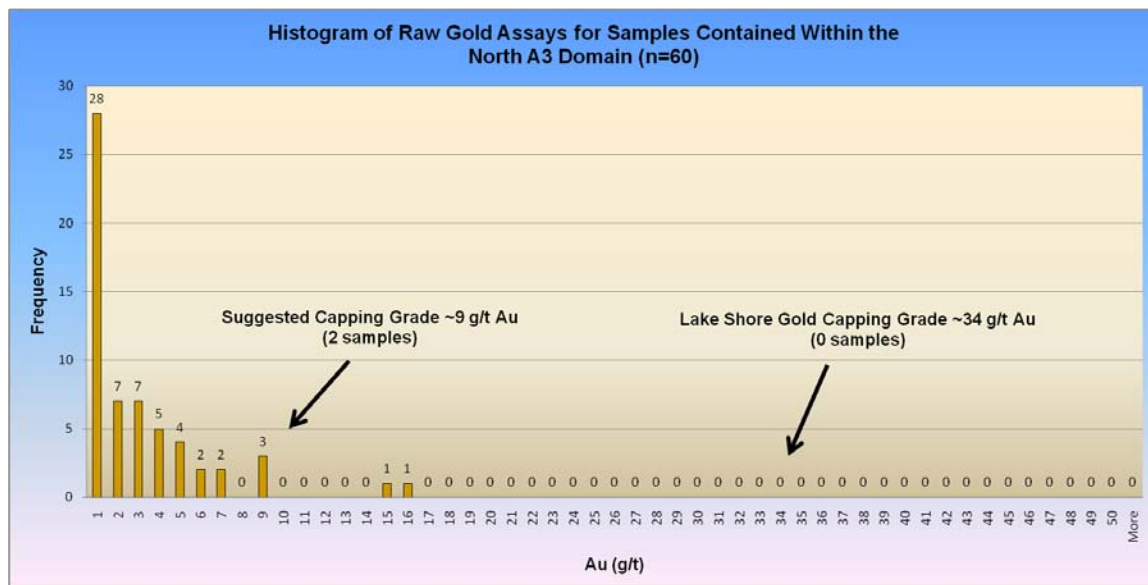 Histogram of Raw Gold Assays for Samples Contained Within the
North A3 Domain (n=60)
30
25
20
15
10
5
0
Frequency
28 7 7 5 4 2 2 0 3 0 0 0 0 0 1 1 0 0 0 0 0 0 0 0 0 0 0 0 0 0 0 0 0 0 0 0 0 0 0 0 0 0 0 0 0 0 0 0 0 0 0
Suggested Capping Grade ~9 g/t Au
(2 samples)
Lake Shore Gold Capping Grade ~34 g/t Au
(0 samples)
1 2 3 4 5 6 7 8 9 10 11 12 13 14 15 16 17 18 19 20 21 22 23 24 25 26 27 28 29 30 31 32 33 34 35 36 37 38 39 40 41 42 43 44 45 46 47 48 49 50 More
Au (g/t)